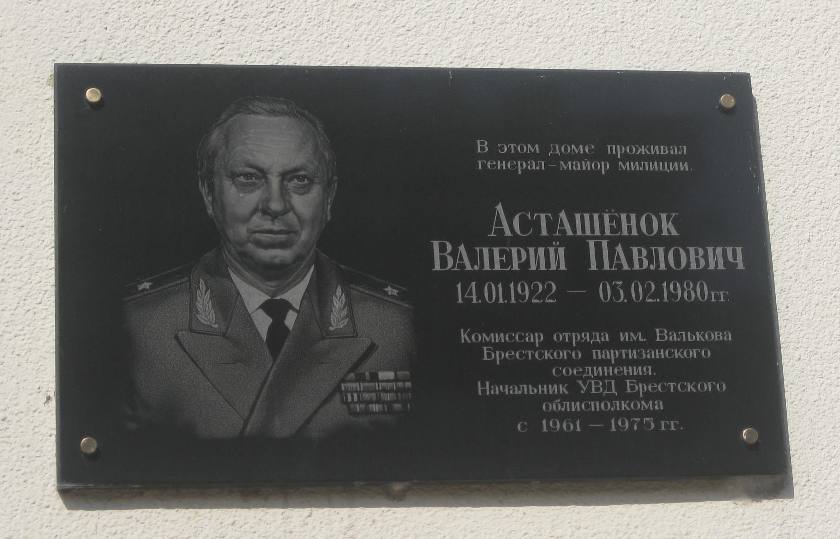 В этом доме проживал
генерал-майор милиции.
АСТАШЁНОК
ВАЛЕРИЙ ПАВЛОВИЧ
14.01.1922 — 03.02.1980 гг.
Комиссар отряда им. Валькова
Брестского партизанского
соединения.
Начальник УВД Брестского
облисполкома
с 1961 — 1975 гг.